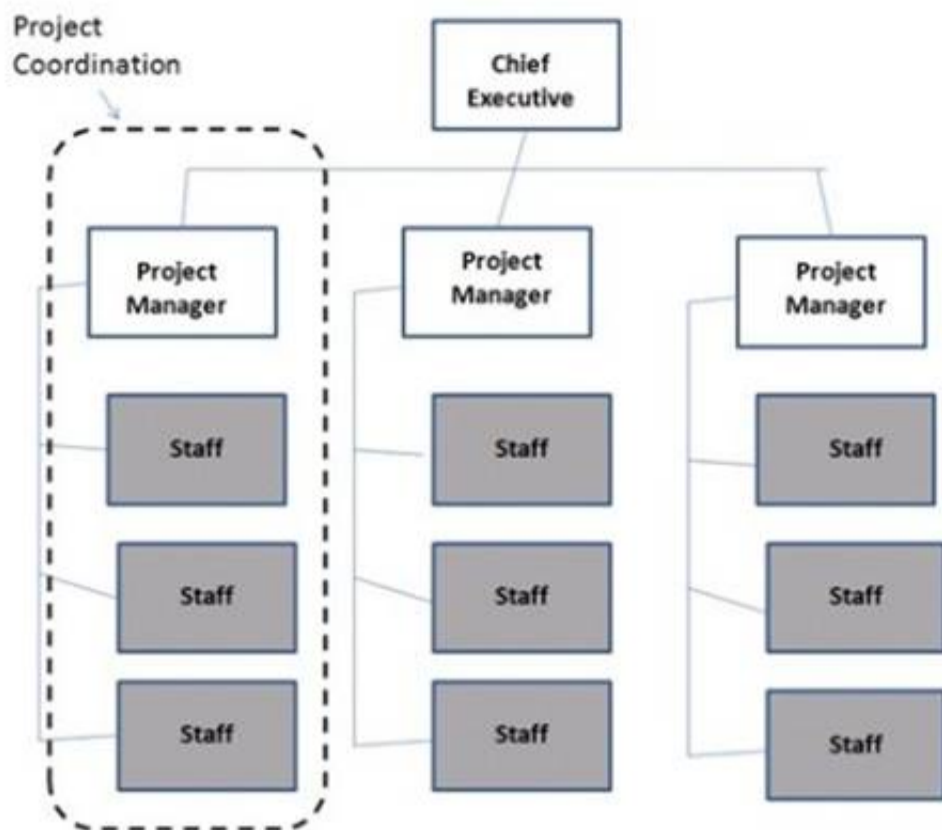 Project
Coordination
Chief
Executive
Project
Manager
Project
Manager
Project
Manager
Staff
Staff
Staff
Staff
Staff
Staff
Staff
Staff
Staff